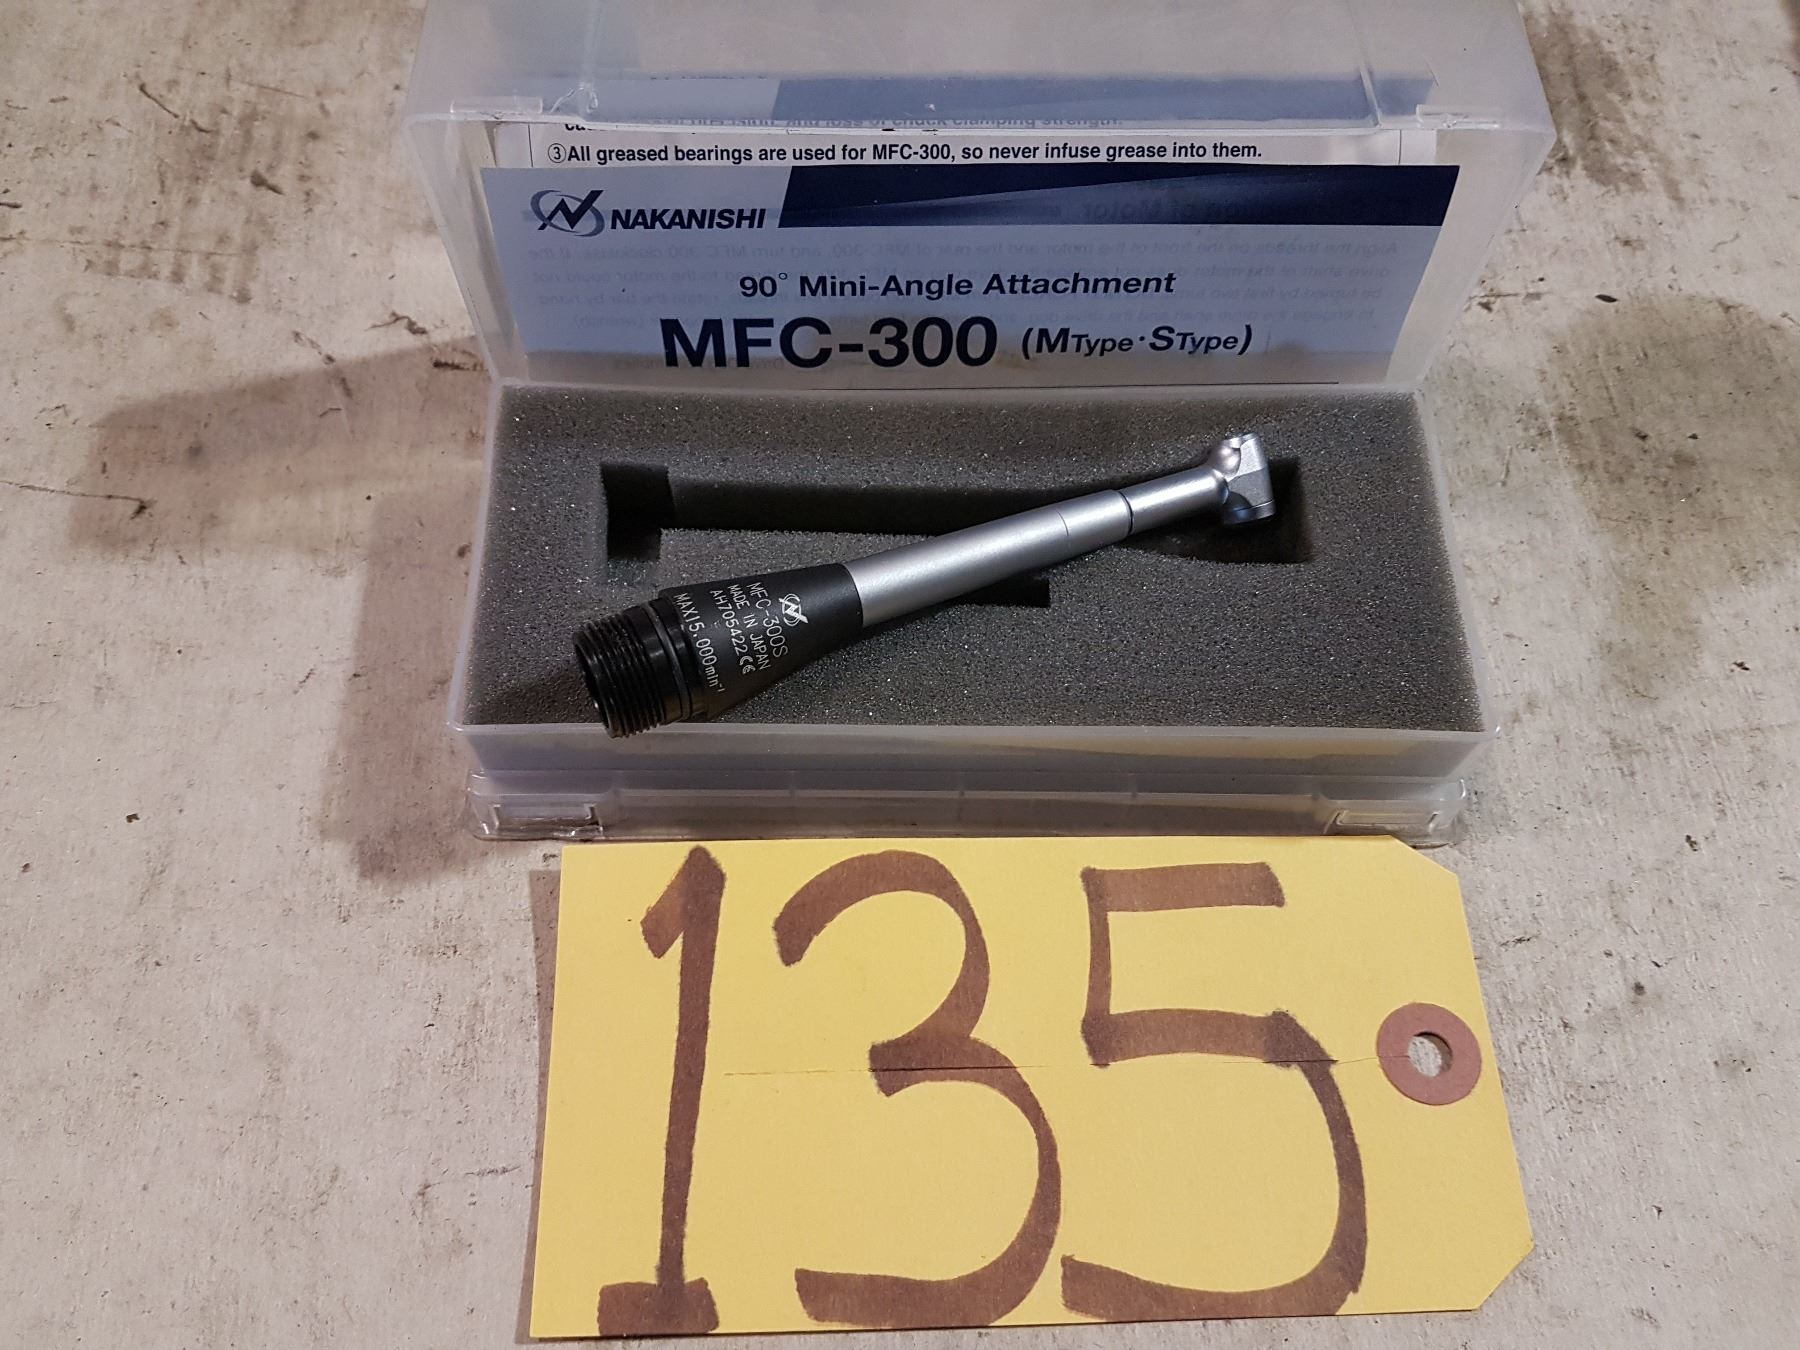 ③All greased bearings are used for MFC-300, so never infuse grease into them.
NAKANISHI
90° Mini-Angle Attachment
MFC-300 (MType·SType)
MFC-300S
MADE IN JAPAN
AH705422 CE
MAX15,000min⁻¹
135